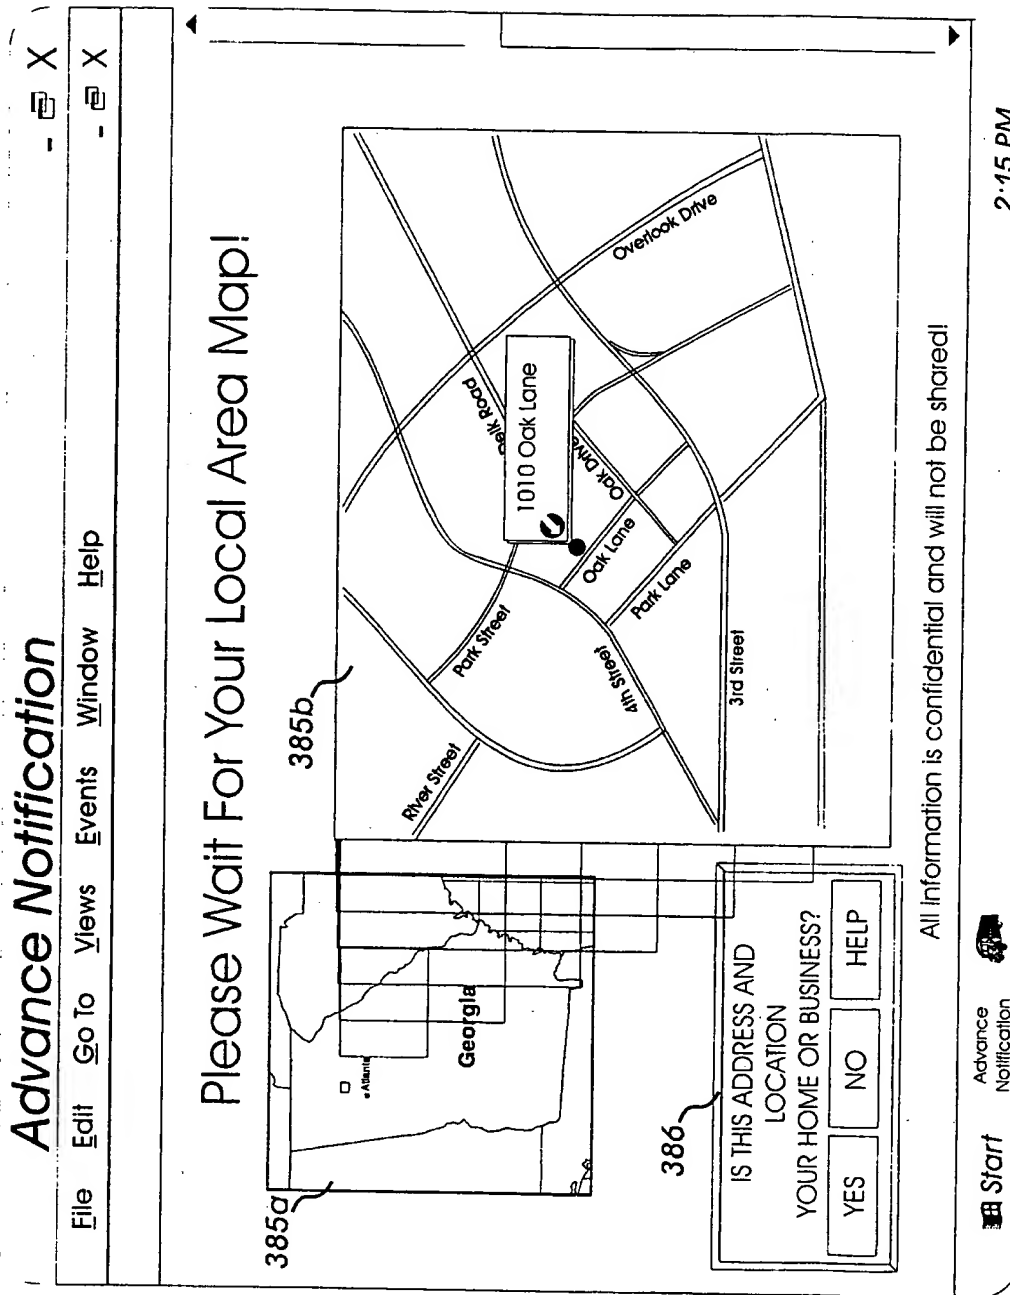 Advance Notification
- X
File Edit Go To Views Events Window Help
- X
Please Wait For Your Local Area Map!
385a
Atlanta
Georgia
385b
River Street
Park Street
4th Street
3rd Street
Park Lane
Oak Lane
Oak Drive
1010 Oak Lane
Road
Overlook Drive
386
IS THIS ADDRESS AND
LOCATION
YOUR HOME OR BUSINESS?
YES NO HELP
All Information is confidential and will not be shared!
Start
Advance
Notification
2:15 PM